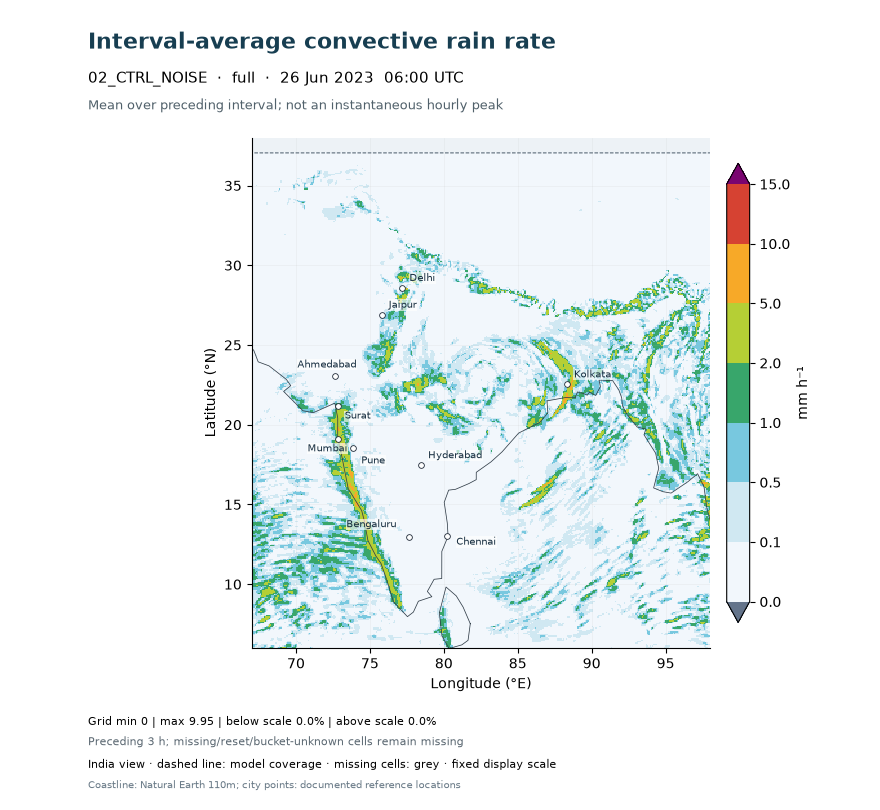 Interval-average convective rain rate
02_CTRL_NOISE · full · 26 Jun 2023 06:00 UTC
Mean over preceding interval; not an instantaneous hourly peak
35
30
25
20
15
10
70
75
80
85
90
95
Latitude (°N)
Longitude (°E)
Delhi
Jaipur
Ahmedabad
Kolkata
Surat
Mumbai
Pune
Hyderabad
Bengaluru
Chennai
15.0
10.0
5.0
2.0
1.0
0.5
0.1
0.0
mm h⁻¹
Grid min 0 | max 9.95 | below scale 0.0% | above scale 0.0%
Preceding 3 h; missing/reset/bucket-unknown cells remain missing
India view · dashed line: model coverage · missing cells: grey · fixed display scale
Coastline: Natural Earth 110m; city points: documented reference locations